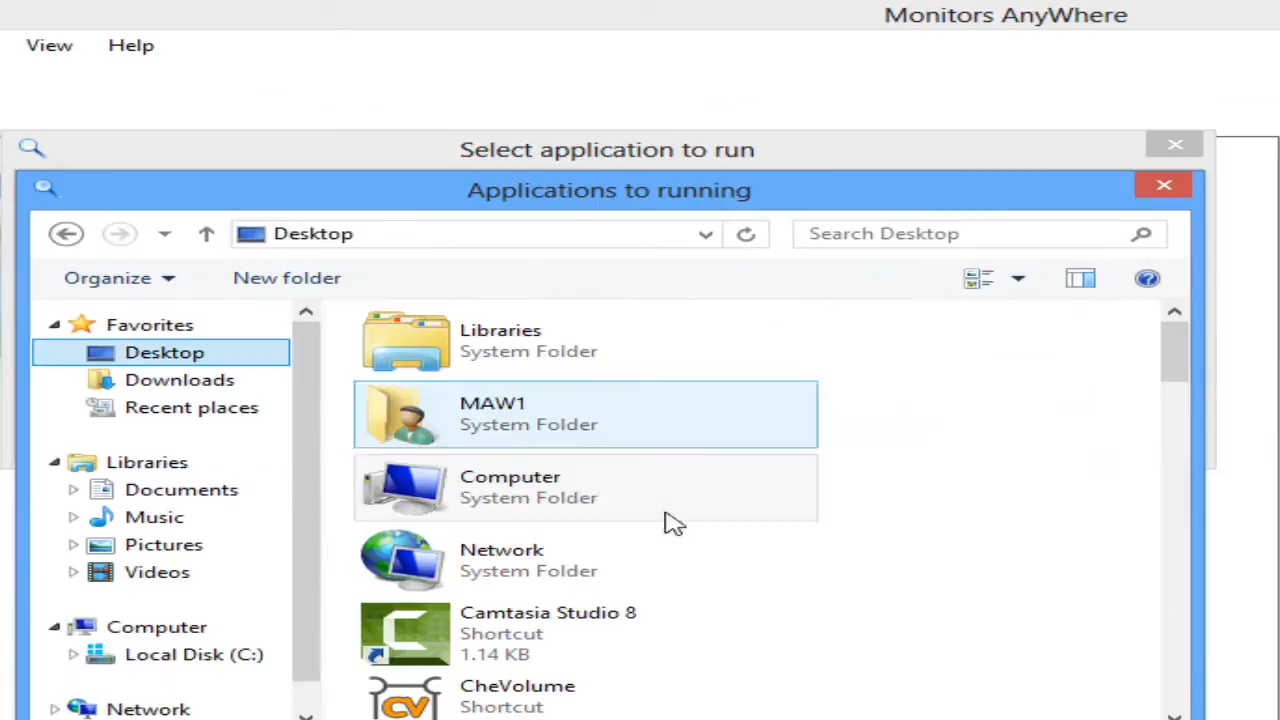 Monitors AnyWhere
View Help
Select application to run
Applications to running
Desktop
Search Desktop
Organize
New folder
Favorites
Desktop
Downloads
Recent places
Libraries
Documents
Music
Pictures
Videos
Computer
Local Disk (C:)
Network
Libraries
System Folder
MAW1
System Folder
Computer
System Folder
Network
System Folder
Camtasia Studio 8
Shortcut
1.14 KB
CheVolume
Shortcut
CV